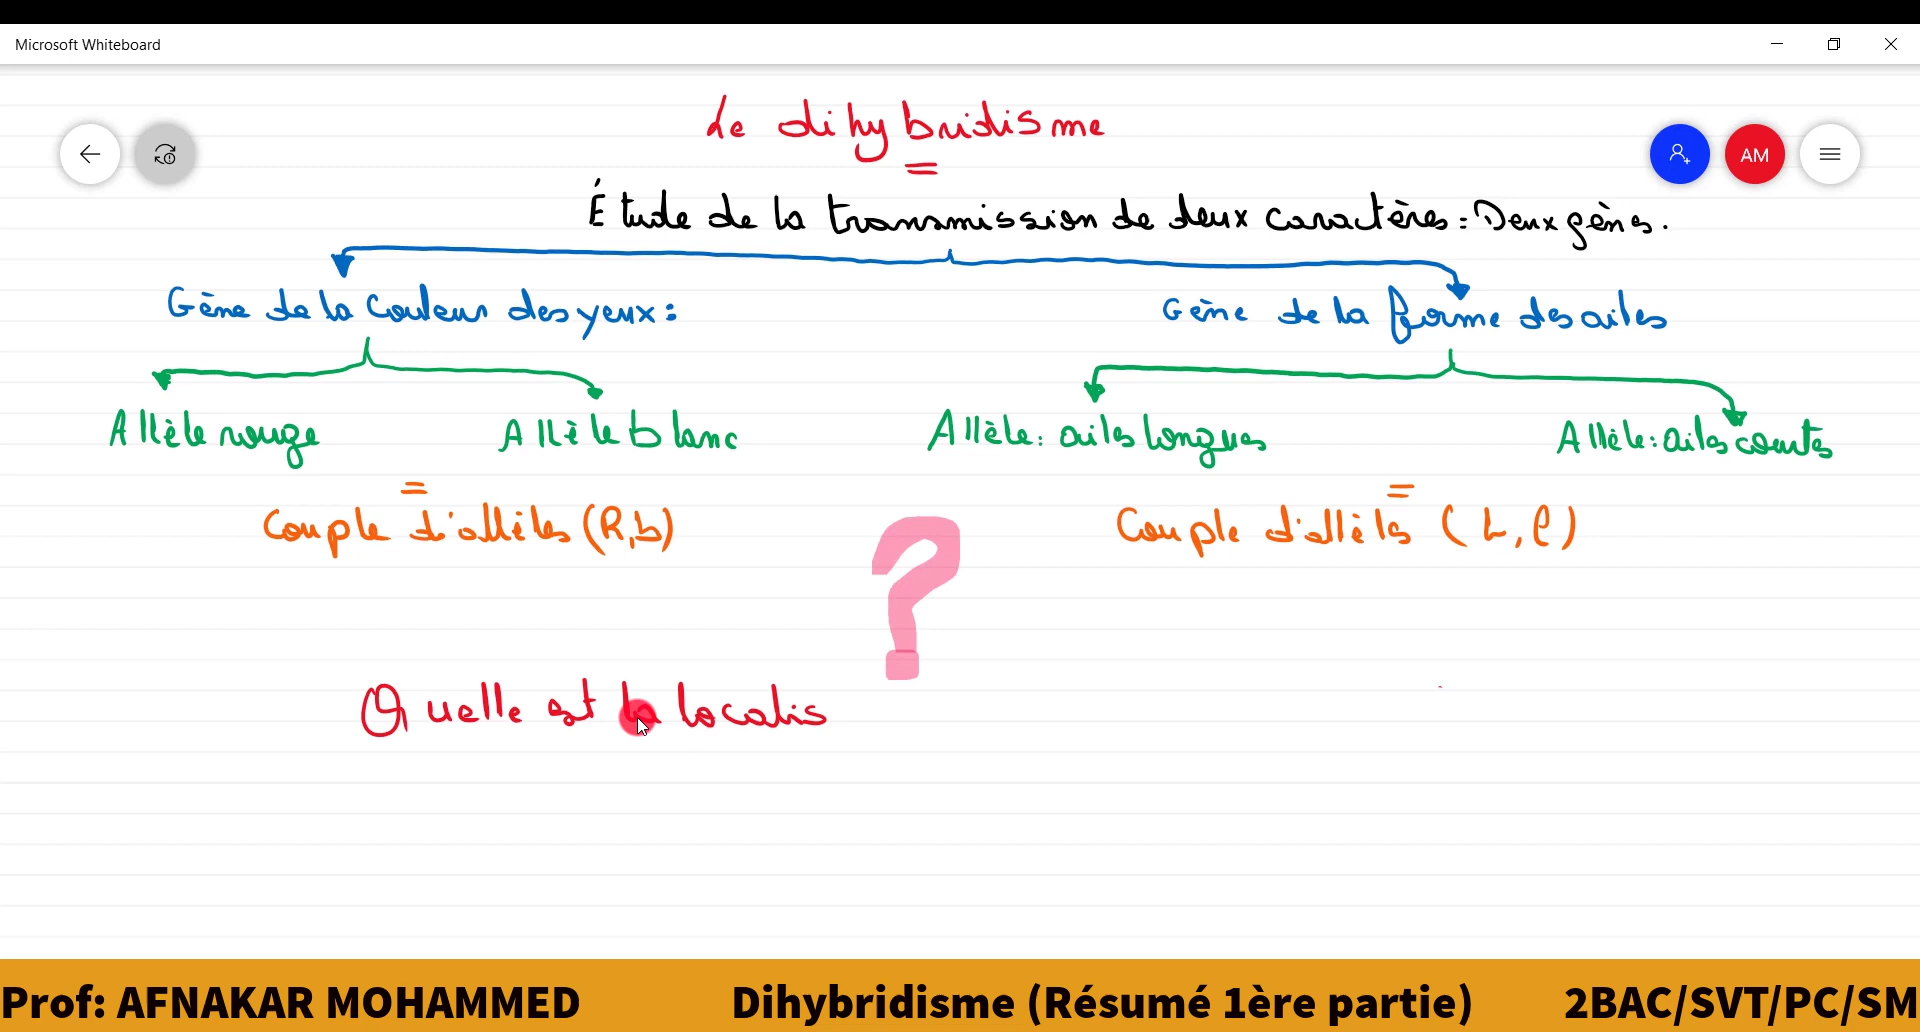 Microsoft Whiteboard
Le dihybridisme
AM
Étude de la transmission de deux caractères = Deux gènes.
Gène de la Couleur des yeux :
Gène de la forme des ailes
Allèle rouge
Allèle blanc
Allèle : ailes longues
Allèle : ailes courtes
= =
Couple d'allèles (R,b)
Couple d'allèles (L, l)
?
Quelle est la localis
Prof: AFNAKAR MOHAMMED
Dihybridisme (Résumé 1ère partie)
2BAC/SVT/PC/SM